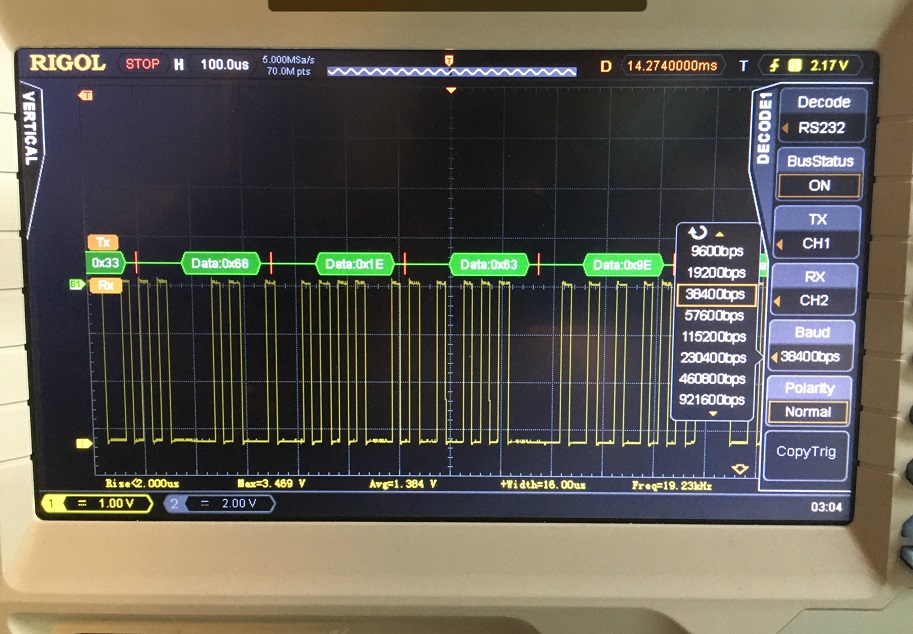 RIGOL STOP H 100.0us 5.000MSa/s 70.0M pts D 14.2740000ms T 2.17 V
T
T
VERTICAL
DECODE1
Decode
RS232
BusStatus
ON
TX
CH1
RX
CH2
Baud
38400bps
Polarity
Normal
CopyTrig
Tx
0x33 Data:0x66 Data:0x1E Data:0x63 Data:0x9E
B1 Rx
9600bps
19200bps
38400bps
57600bps
115200bps
230400bps
460800bps
921600bps
Rise<2.000us Max=3.469 V Avg=1.384 V +Width=16.00us Freq=19.23kHz
1 = 1.00 V 2 = 2.00 V 03:04